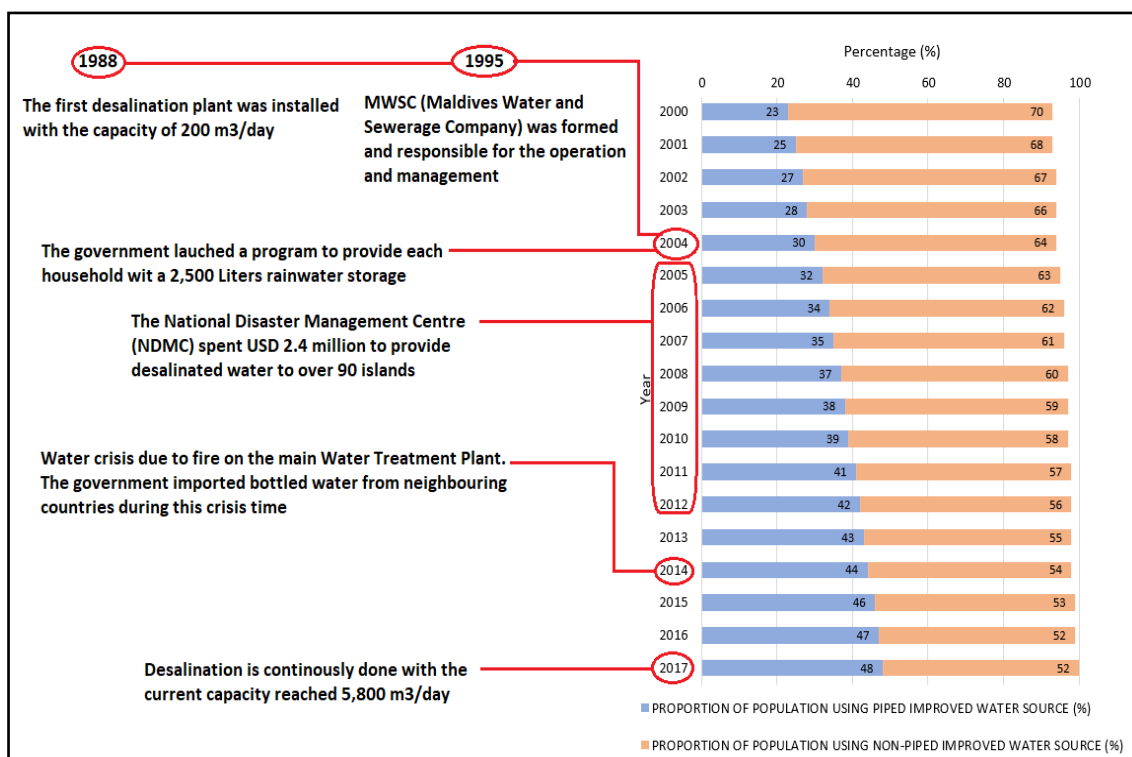 1988
1995
The first desalination plant was installed
with the capacity of 200 m3/day
MWSC (Maldives Water and
Sewerage Company) was formed
and responsible for the operation
and management
The government lauched a program to provide each
household wit a 2,500 Liters rainwater storage
The National Disaster Management Centre
(NDMC) spent USD 2.4 million to provide
desalinated water to over 90 islands
Water crisis due to fire on the main Water Treatment Plant.
The government imported bottled water from neighbouring
countries during this crisis time
Desalination is continously done with the
current capacity reached 5,800 m3/day
Percentage (%)
0 20 40 60 80 100
Year
2000 23 70
2001 25 68
2002 27 67
2003 28 66
2004 30 64
2005 32 63
2006 34 62
2007 35 61
2008 37 60
2009 38 59
2010 39 58
2011 41 57
2012 42 56
2013 43 55
2014 44 54
2015 46 53
2016 47 52
2017 48 52
PROPORTION OF POPULATION USING PIPED IMPROVED WATER SOURCE (%)
PROPORTION OF POPULATION USING NON-PIPED IMPROVED WATER SOURCE (%)